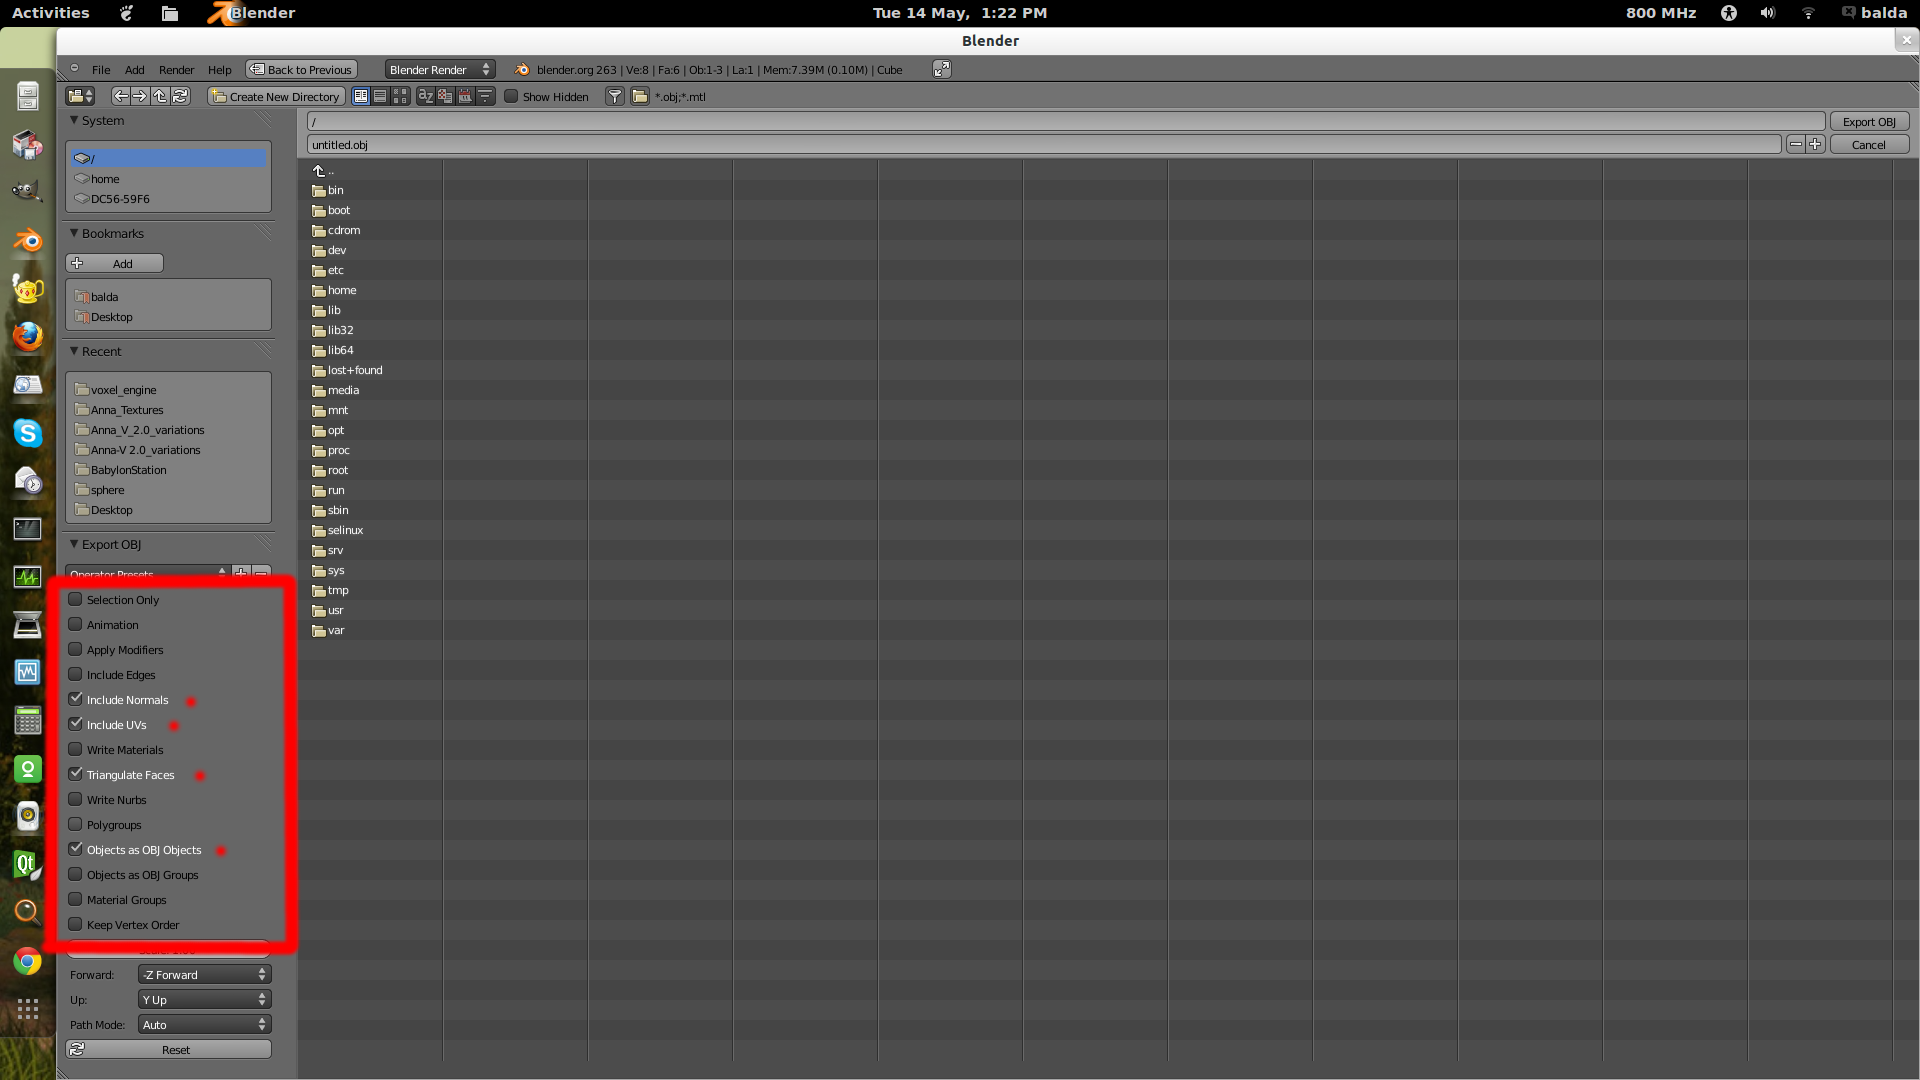 Activities Blender Tue 14 May, 1:22 PM 800 MHz balda
Blender
File Add Render Help Back to Previous Blender Render blender.org 263 | Ve:8 | Fa:6 | Ob:1-3 | La:1 | Mem:7.39M (0.10M) | Cube
Create New Directory Show Hidden *.obj;*.mtl
System
/
home
DC56-59F6
Bookmarks
Add
balda
Desktop
Recent
voxel_engine
Anna_Textures
Anna_V_2.0_variations
Anna-V 2.0_variations
BabylonStation
sphere
Desktop
Export OBJ
Operator Presets
Selection Only
Animation
Apply Modifiers
Include Edges
Include Normals
Include UVs
Write Materials
Triangulate Faces
Write Nurbs
Polygroups
Objects as OBJ Objects
Objects as OBJ Groups
Material Groups
Keep Vertex Order
Forward: -Z Forward
Up: Y Up
Path Mode: Auto
Reset
/ Export OBJ
untitled.obj Cancel
..
bin
boot
cdrom
dev
etc
home
lib
lib32
lib64
lost+found
media
mnt
opt
proc
root
run
sbin
selinux
srv
sys
tmp
usr
var